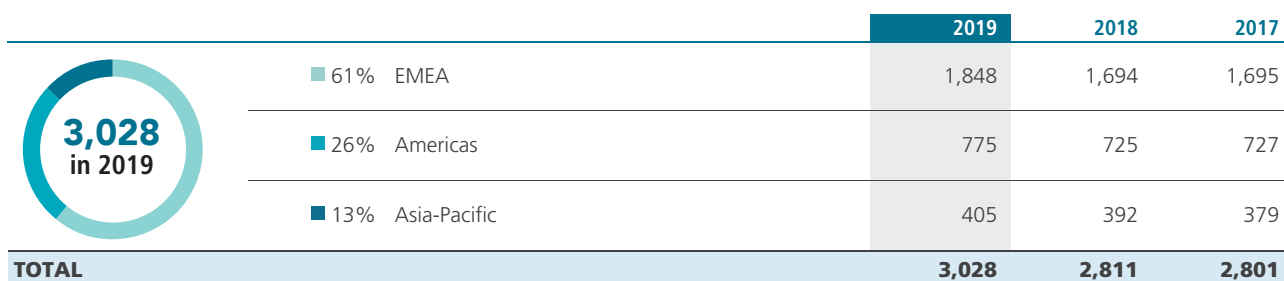 2019 2018 2017
3,028
in 2019
61% EMEA 1,848 1,694 1,695
26% Americas 775 725 727
13% Asia-Pacific 405 392 379
TOTAL 3,028 2,811 2,801